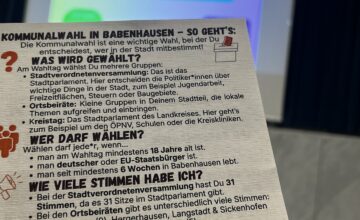 KOMMUNALWAHL IN BABENHAUSEN – SO GEHT'S:
Die Kommunalwahl ist eine wichtige Wahl, bei der Du
entscheidest, wer in der Stadt mitbestimmt!
WAS WIRD GEWÄHLT?
Am Wahltag wählst Du mehrere Gruppen:
• Stadtverordnetenversammlung: Das ist das
Stadtparlament. Hier entscheiden die Politiker*innen über
wichtige Dinge in der Stadt, zum Beispiel Jugendarbeit,
Freizeitflächen, Steuern oder Baugebiete.
• Ortsbeiräte: Kleine Gruppen in Deinem Stadtteil, die lokale
Themen aufgreifen und einbringen.
• Kreistag: Das Stadtparlament des Landkreises. Hier geht's
zum Beispiel um den ÖPNV, Schulen oder die Kreiskliniken.
WER DARF WÄHLEN?
Wählen darf jede*r, wenn...
• man am Wahltag mindestens 18 Jahre alt ist.
• man deutscher oder EU-Staatsbürger ist.
• man seit mindestens 6 Wochen in Babenhausen lebt.
WIE VIELE STIMMEN HABE ICH?
• Bei der Stadtverordnetenversammlung hast Du 31
Stimmen, da es 31 Sitze im Stadtparlament gibt.
• Bei den Ortsbeiräten gibt es unterschiedlich viele Stimmen:
Hergershausen, Langstadt & Sickenhofen